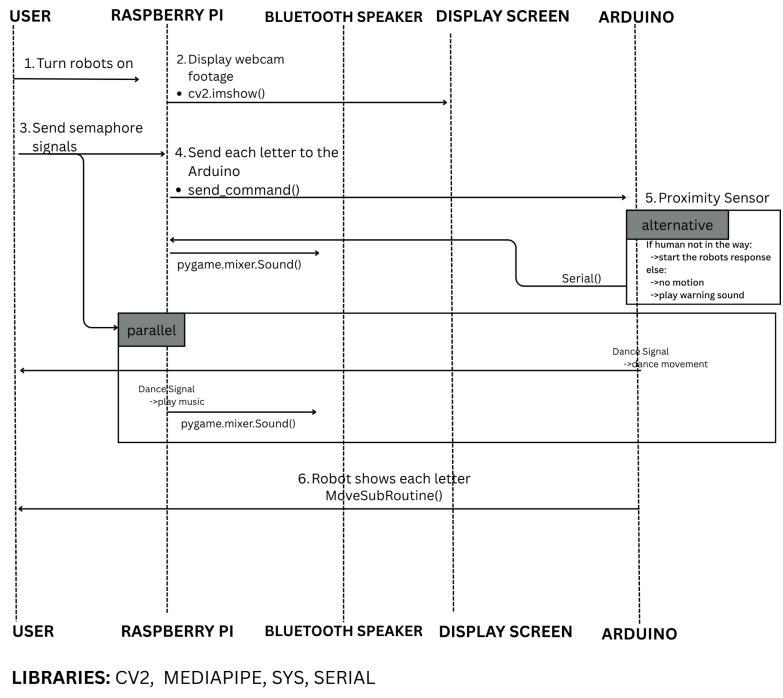 USER RASPBERRY PI BLUETOOTH SPEAKER DISPLAY SCREEN ARDUINO
1. Turn robots on
2. Display webcam
footage
• cv2.imshow()
3. Send semaphore
signals
4. Send each letter to the
Arduino
• send_command()
5. Proximity Sensor
alternative
If human not in the way:
->start the robots response
else:
->no motion
->play warning sound
pygame.mixer.Sound()
Serial()
parallel
Dance Signal
->dance movement
Dance Signal
->play music
pygame.mixer.Sound()
6. Robot shows each letter
MoveSubRoutine()
USER RASPBERRY PI BLUETOOTH SPEAKER DISPLAY SCREEN ARDUINO
LIBRARIES: CV2, MEDIAPIPE, SYS, SERIAL